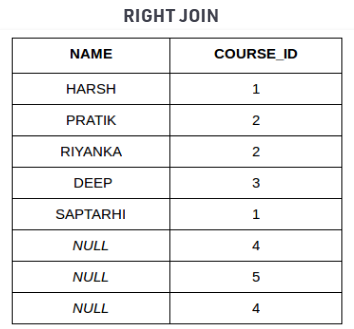 RIGHT JOIN
NAME COURSE_ID
HARSH 1
PRATIK 2
RIYANKA 2
DEEP 3
SAPTARHI 1
NULL 4
NULL 5
NULL 4